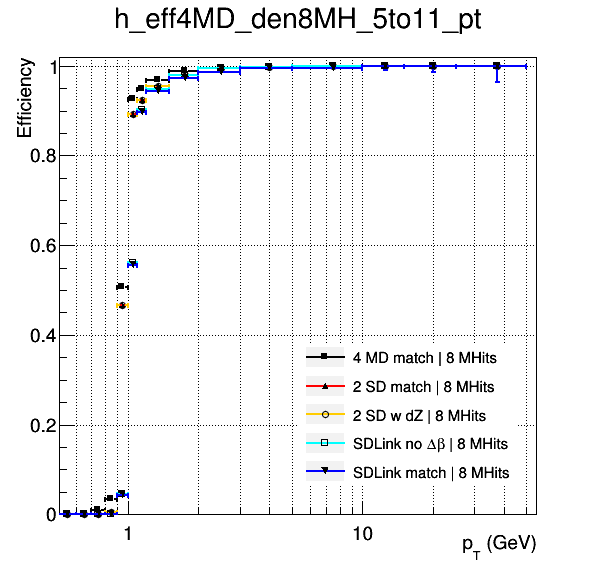 h_eff4MD_den8MH_5to11_pt
Efficiency
1
0.8
0.6
0.4
0.2
0
4 MD match | 8 MHits
2 SD match | 8 MHits
2 SD w dZ | 8 MHits
SDLink no Δβ | 8 MHits
SDLink match | 8 MHits
1 10
p_T (GeV)